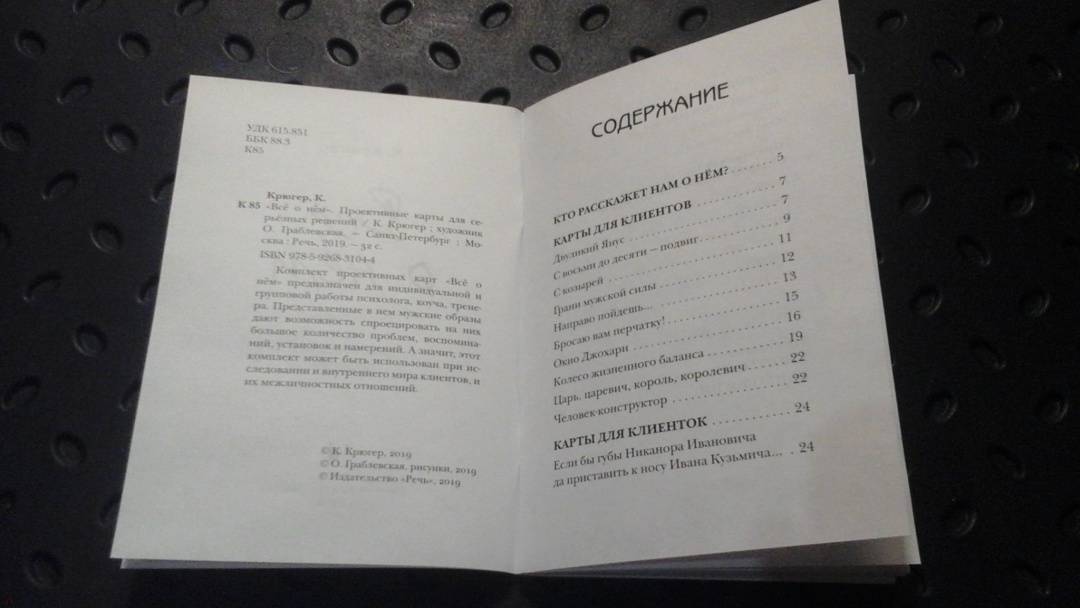 УДК 615.851
ББК 88.3
К85
Крюгер, К.
К 85 «Всё о нём». Проективные карты для се-
рьёзных решений / К. Крюгер ; художник
О. Граблевская. – Санкт-Петербург ; Мо-
сква : Речь, 2019. – 32 с.
ISBN 978-5-9268-3104-4
Комплект проективных карт «Всё о
нём» предназначен для индивидуальной и
групповой работы психолога, коуча, трене-
ра. Представленные в нем мужские образы
дают возможность спроецировать на них
большое количество проблем, воспомина-
ний, установок и намерений. А значит, этот
комплект может быть использован при ис-
следовании и внутреннего мира клиентов, и
их межличностных отношений.
© К. Крюгер, 2019
© О. Граблевская, рисунки, 2019
© Издательство «Речь», 2019
СОДЕРЖАНИЕ
КТО РАССКАЖЕТ НАМ О НЁМ? ....... 5
КАРТЫ ДЛЯ КЛИЕНТОВ ............ 7
Двуликий Янус .................... 7
С восьми до десяти – подвиг ......... 9
С козырей ........................ 11
Грани мужской силы ............... 12
Направо пойдешь... ............... 13
Бросаю вам перчатку! .............. 15
Окно Джохари .................... 16
Колесо жизненного баланса ......... 19
Царь, царевич, король, королевич ..... 22
Человек-конструктор ............... 22
КАРТЫ ДЛЯ КЛИЕНТОК ........... 24
Если бы губы Никанора Ивановича
да приставить к носу Ивана Кузьмича... . 24